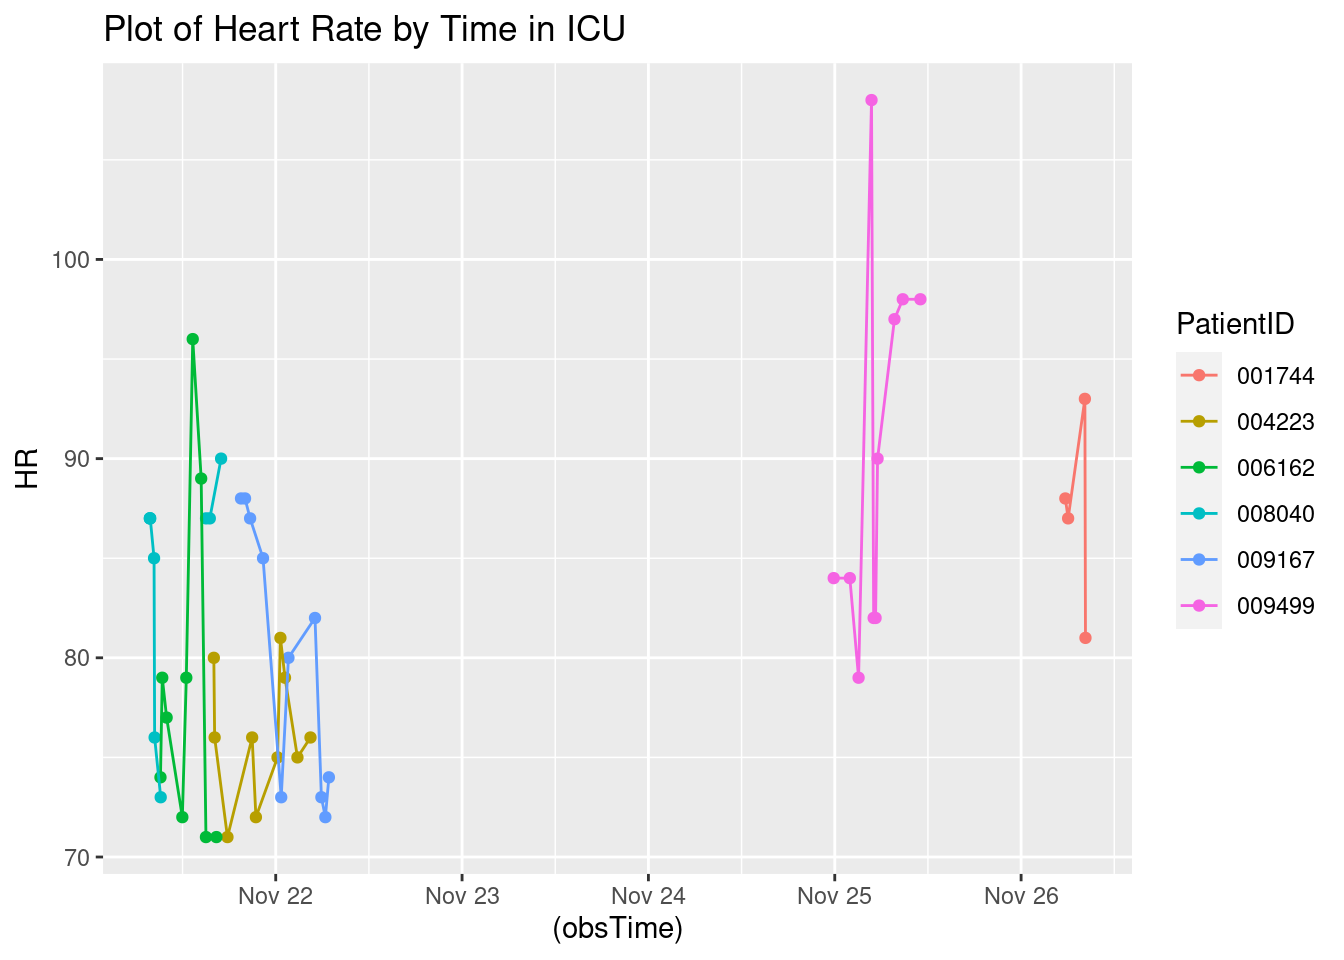 Plot of Heart Rate by Time in ICU
HR
100
90
80
70
Nov 22 Nov 23 Nov 24 Nov 25 Nov 26
(obsTime)
PatientID
001744
004223
006162
008040
009167
009499